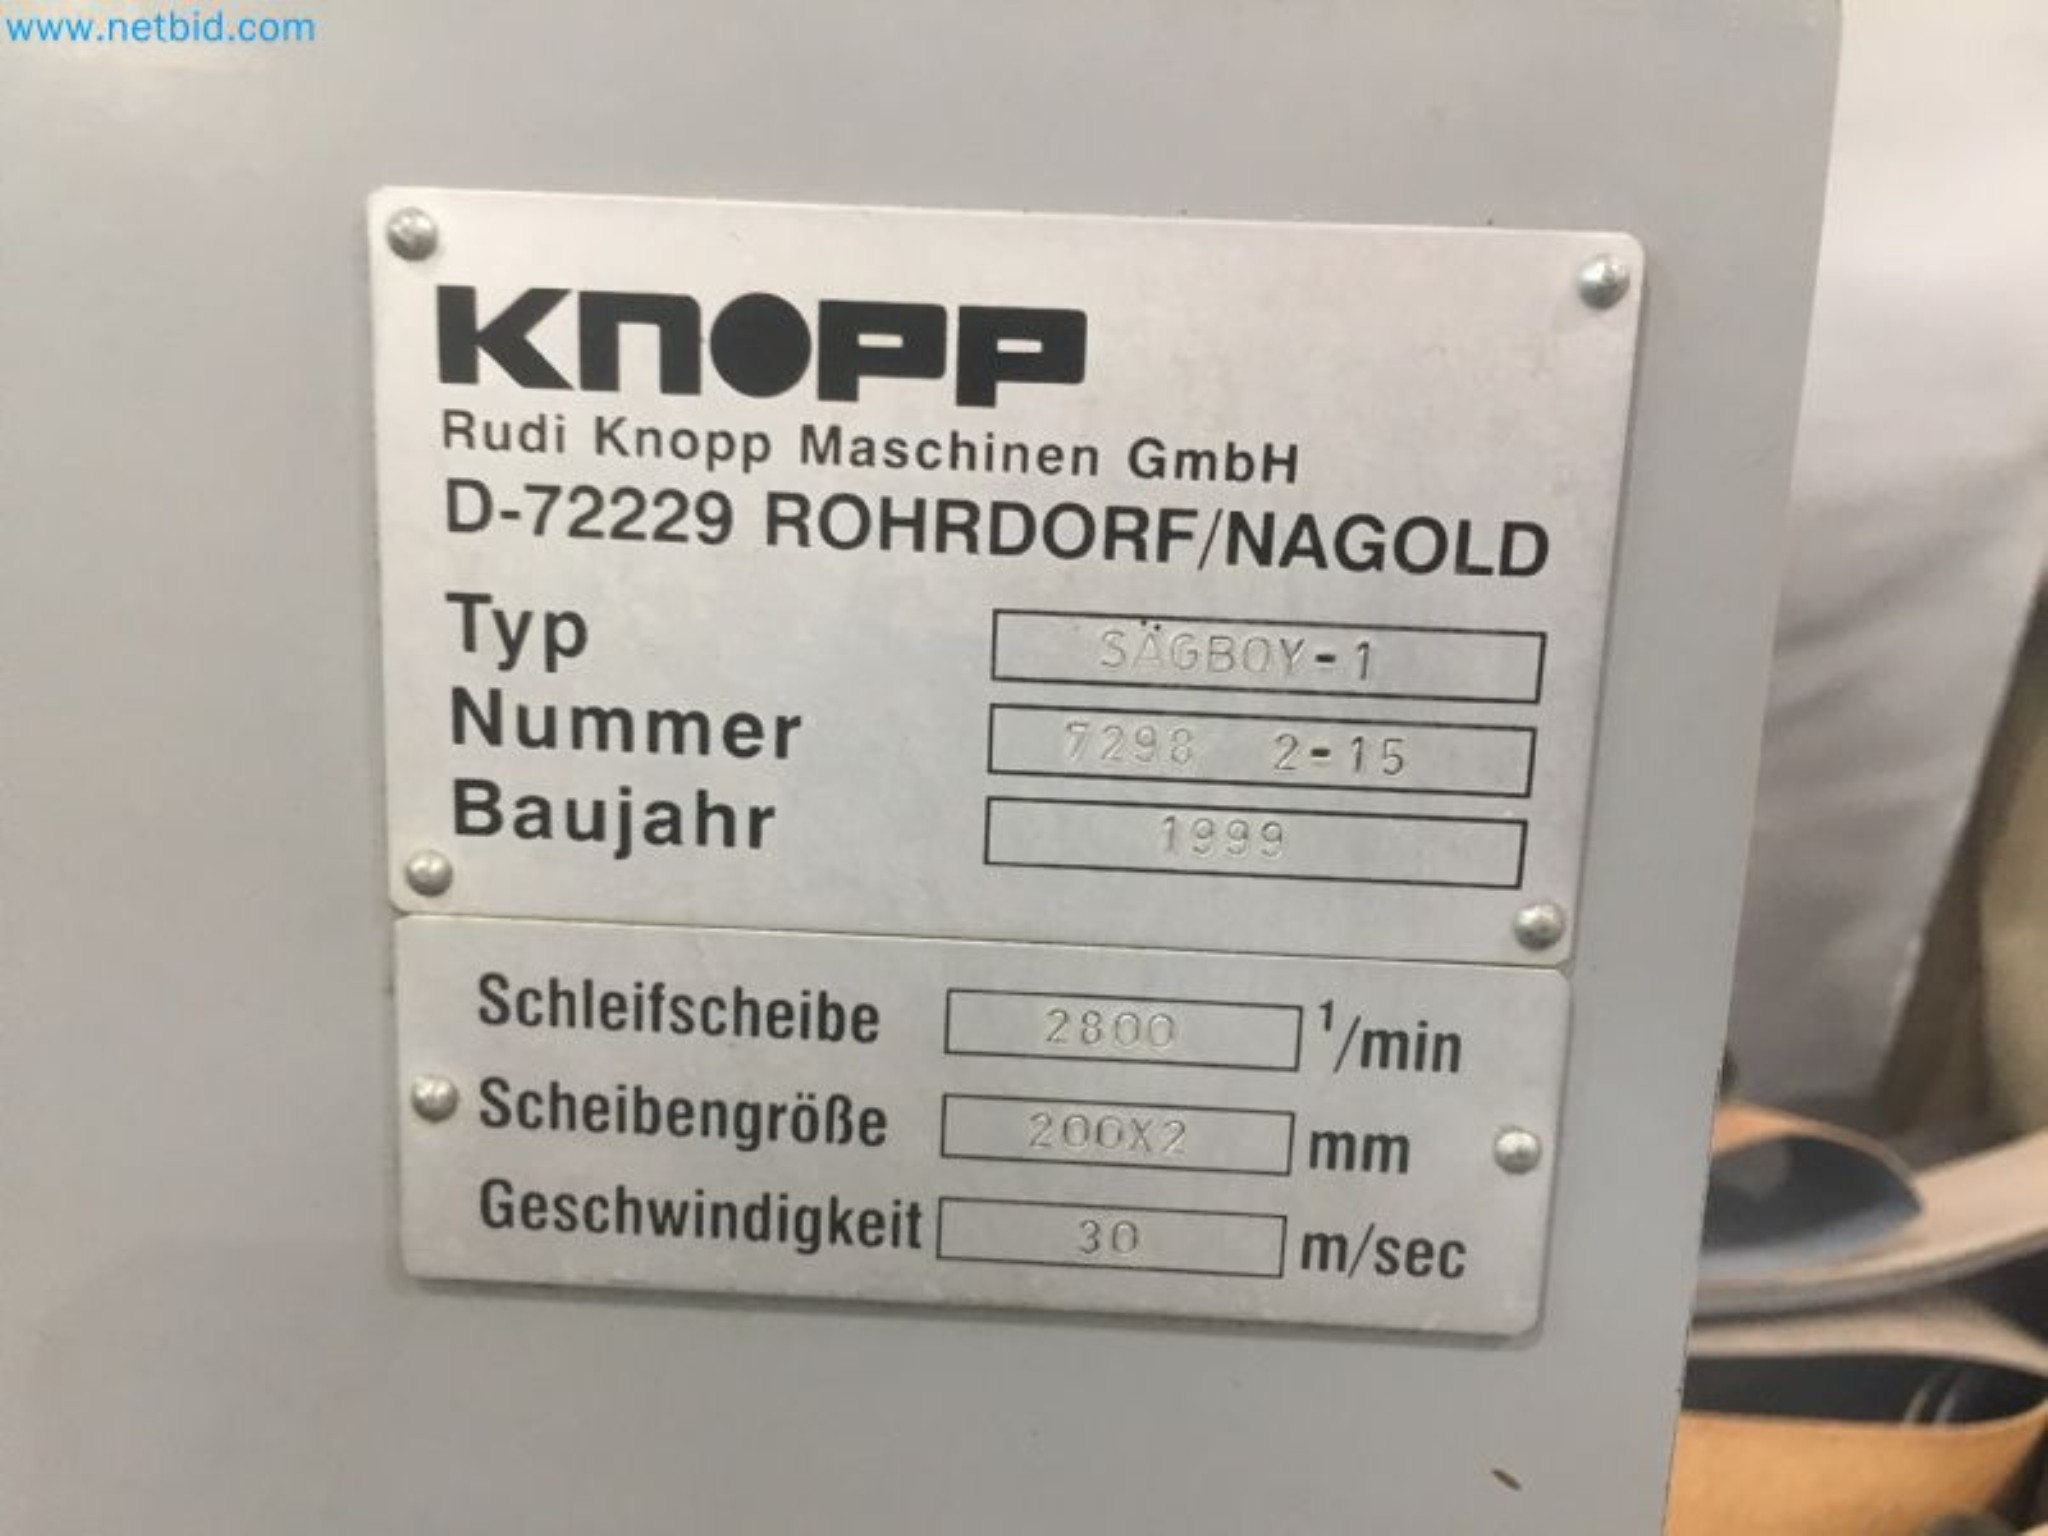 www.netbid.com
KNOPP
Rudi Knopp Maschinen GmbH
D-72229 ROHRDORF/NAGOLD
Typ SÄGBOY-1
Nummer 7298 2-15
Baujahr 1999
Schleifscheibe 2800 1/min
Scheibengröße 200X2 mm
Geschwindigkeit 30 m/sec